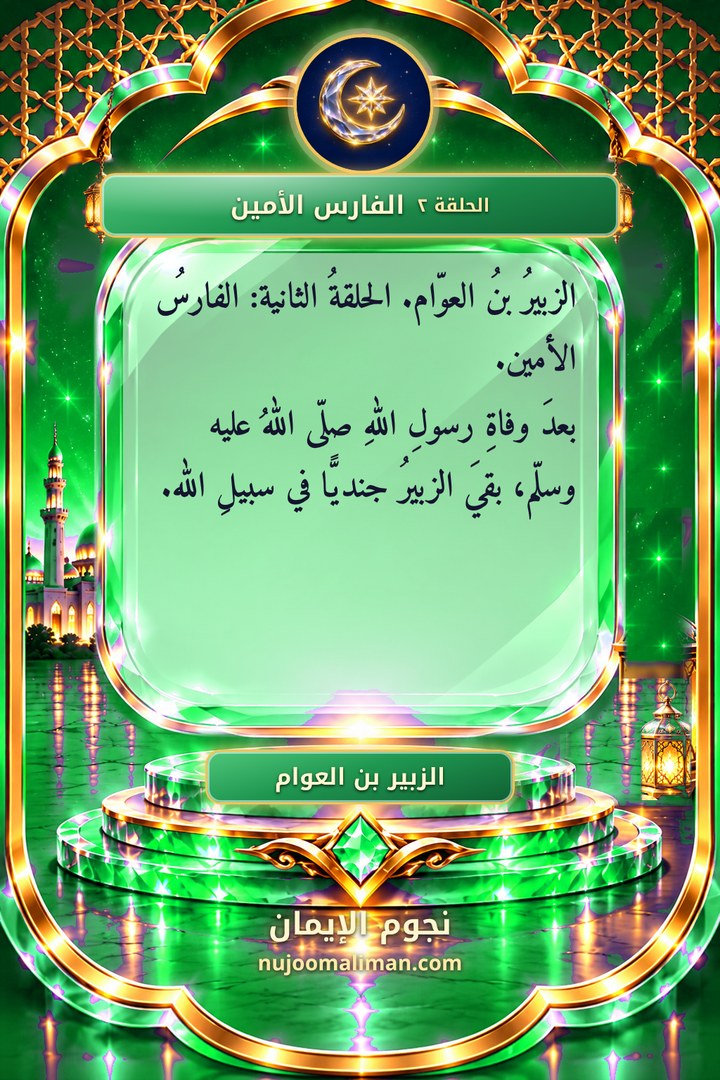 الحلقة ٢ الفارس الأمين
الزبيرُ بنُ العوّام. الحلقةُ الثانية: الفارسُ
الأمين.
بعدَ وفاةِ رسولِ اللهِ صلّى اللهُ عليه
وسلّم، بقيَ الزبيرُ جنديًّا في سبيلِ الله.
الزبير بن العوام
نجوم الإيمان
nujoomaliman.com